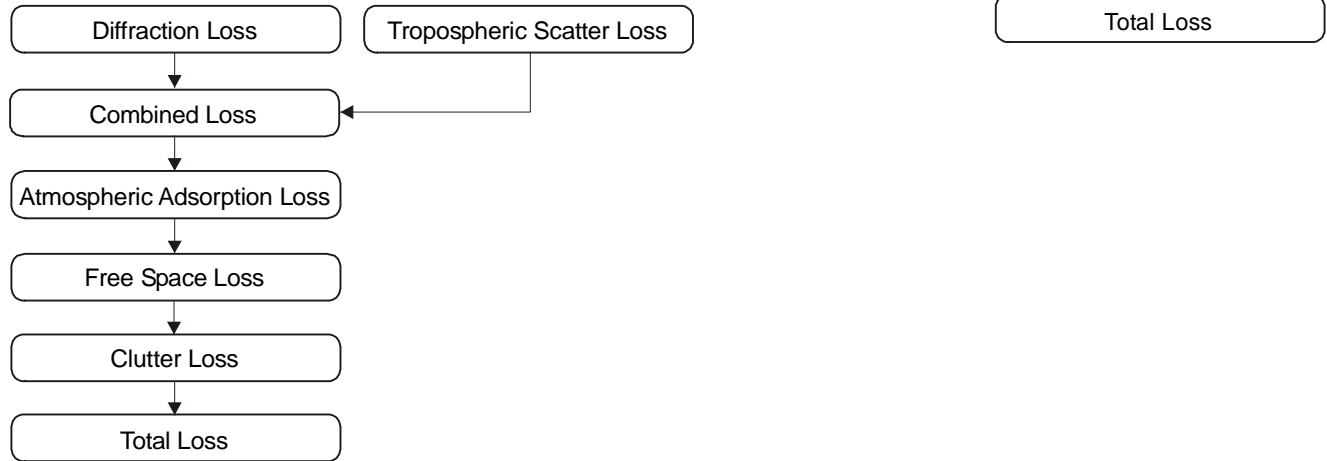 Diffraction Loss
Tropospheric Scatter Loss
Total Loss
Combined Loss
Atmospheric Adsorption Loss
Free Space Loss
Clutter Loss
Total Loss